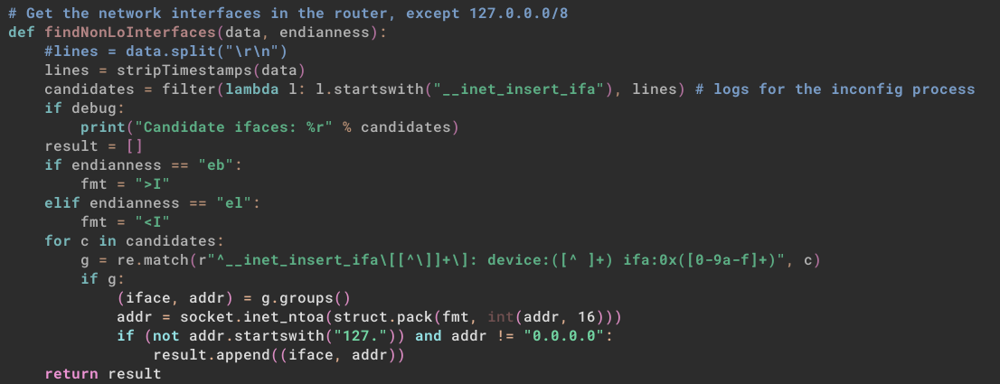 # Get the network interfaces in the router, except 127.0.0.0/8
def findNonLoInterfaces(data, endianness):
    #lines = data.split("\r\n")
    lines = stripTimestamps(data)
    candidates = filter(lambda l: l.startswith("__inet_insert_ifa"), lines) # logs for the inconfig process
    if debug:
        print("Candidate ifaces: %r" % candidates)
    result = []
    if endianness == "eb":
        fmt = ">I"
    elif endianness == "el":
        fmt = "<I"
    for c in candidates:
        g = re.match(r"^__inet_insert_ifa\[[^\]]+\]: device:([^ ]+) ifa:0x([0-9a-f]+)", c)
        if g:
            (iface, addr) = g.groups()
            addr = socket.inet_ntoa(struct.pack(fmt, int(addr, 16)))
            if (not addr.startswith("127.")) and addr != "0.0.0.0":
                result.append((iface, addr))
    return result